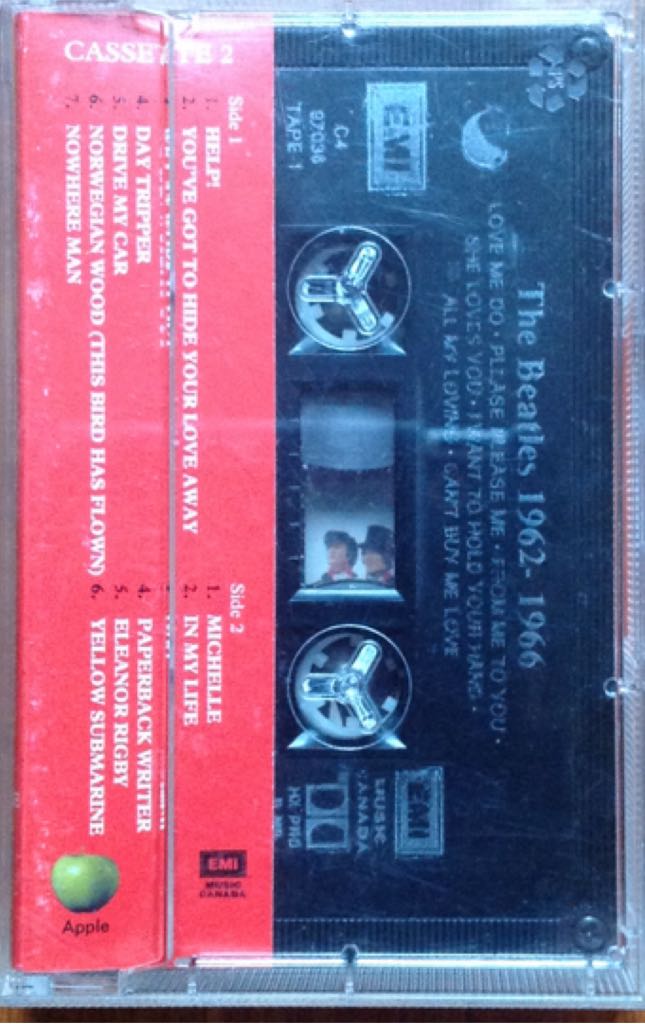 CASSETTE 2
Side 1
1. HELP!
2. YOU'VE GOT TO HIDE YOUR LOVE AWAY
4. DAY TRIPPER
5. DRIVE MY CAR
6. NORWEGIAN WOOD (THIS BIRD HAS FLOWN)
7. NOWHERE MAN
Side 2
1. MICHELLE
2. IN MY LIFE
4. PAPERBACK WRITER
5. ELEANOR RIGBY
6. YELLOW SUBMARINE
EMI
MUSIC
CANADA
Apple
The Beatles 1962-1966
LOVE ME DO • PLEASE PLEASE ME • FROM ME TO YOU •
SHE LOVES YOU • I WANT TO HOLD YOUR HAND •
ALL MY LOVING • CAN'T BUY ME LOVE
EMI
C4
97036
TAPE 1
EMI
MUSIC
CANADA
HX PRO